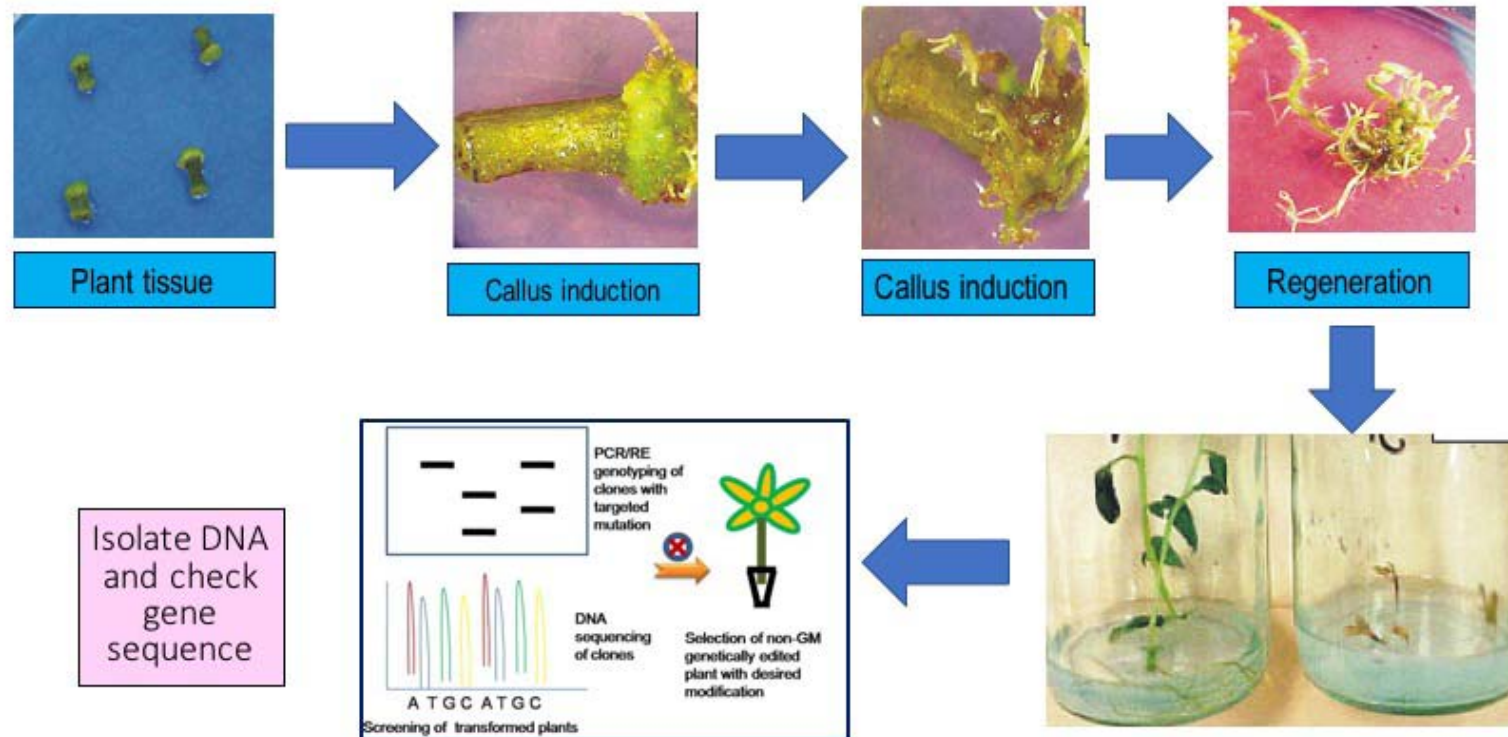 Plant tissue
Callus induction
Callus induction
Regeneration
Isolate DNA
and check
gene
sequence
PCR/RE
genotyping of
clones with
targeted
mutation
DNA
sequencing
of clones
A T G C A T G C
Screening of transformed plants
Selection of non-GM
genetically edited
plant with desired
modification